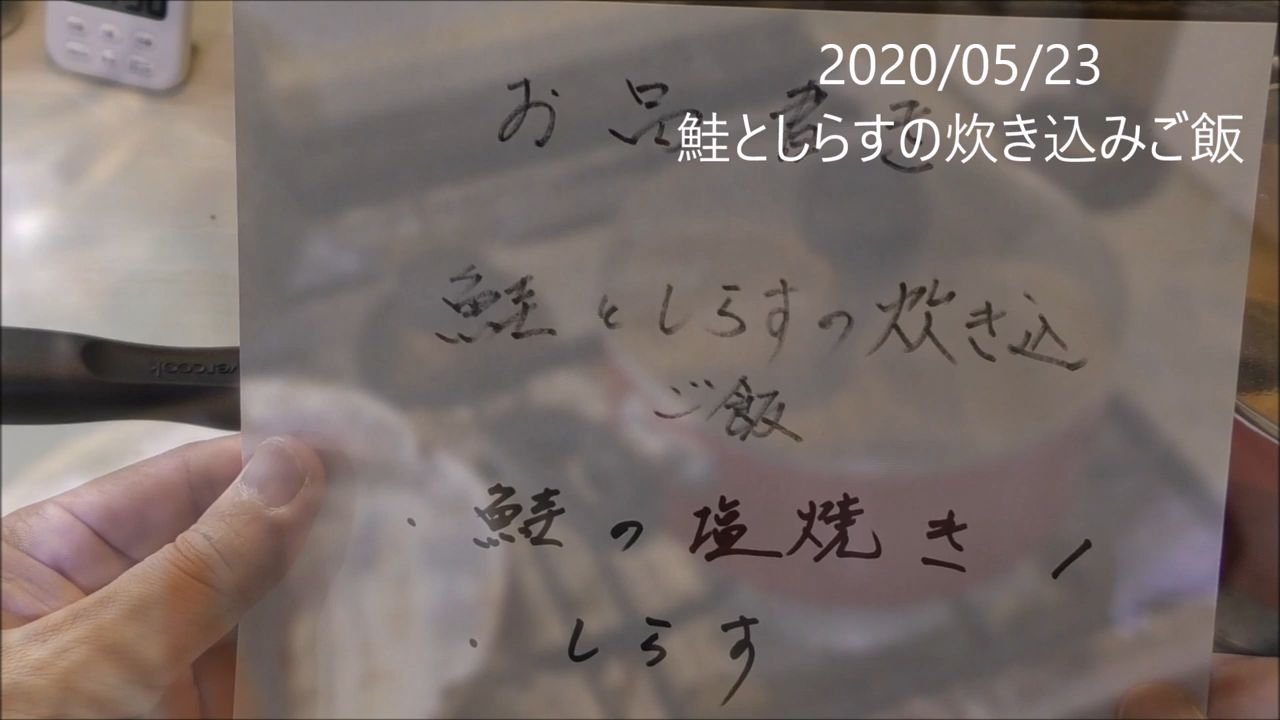 2020/05/23
鮭としらすの炊き込みご飯
お品書き
鮭としらすの炊き込
ご飯
・鮭の塩焼き/
・しらす
vercook